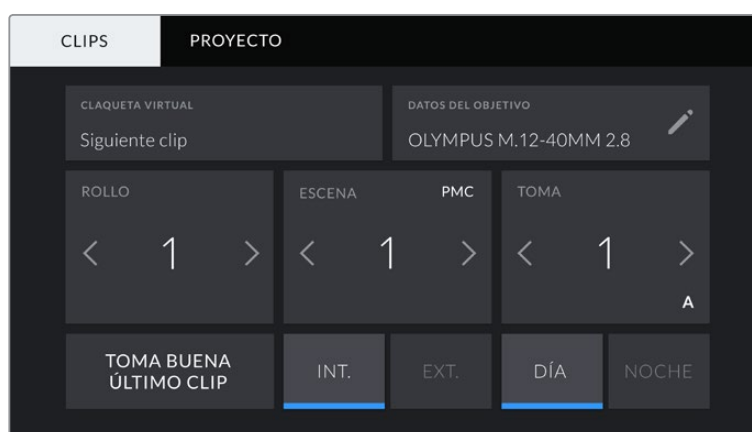 CLIPS
PROYECTO
CLAQUETA VIRTUAL
Siguiente clip
DATOS DEL OBJETIVO
OLYMPUS M.12-40MM 2.8
ROLLO
1
ESCENA
PMC
1
TOMA
1
A
TOMA BUENA
ÚLTIMO CLIP
INT.
EXT.
DÍA
NOCHE